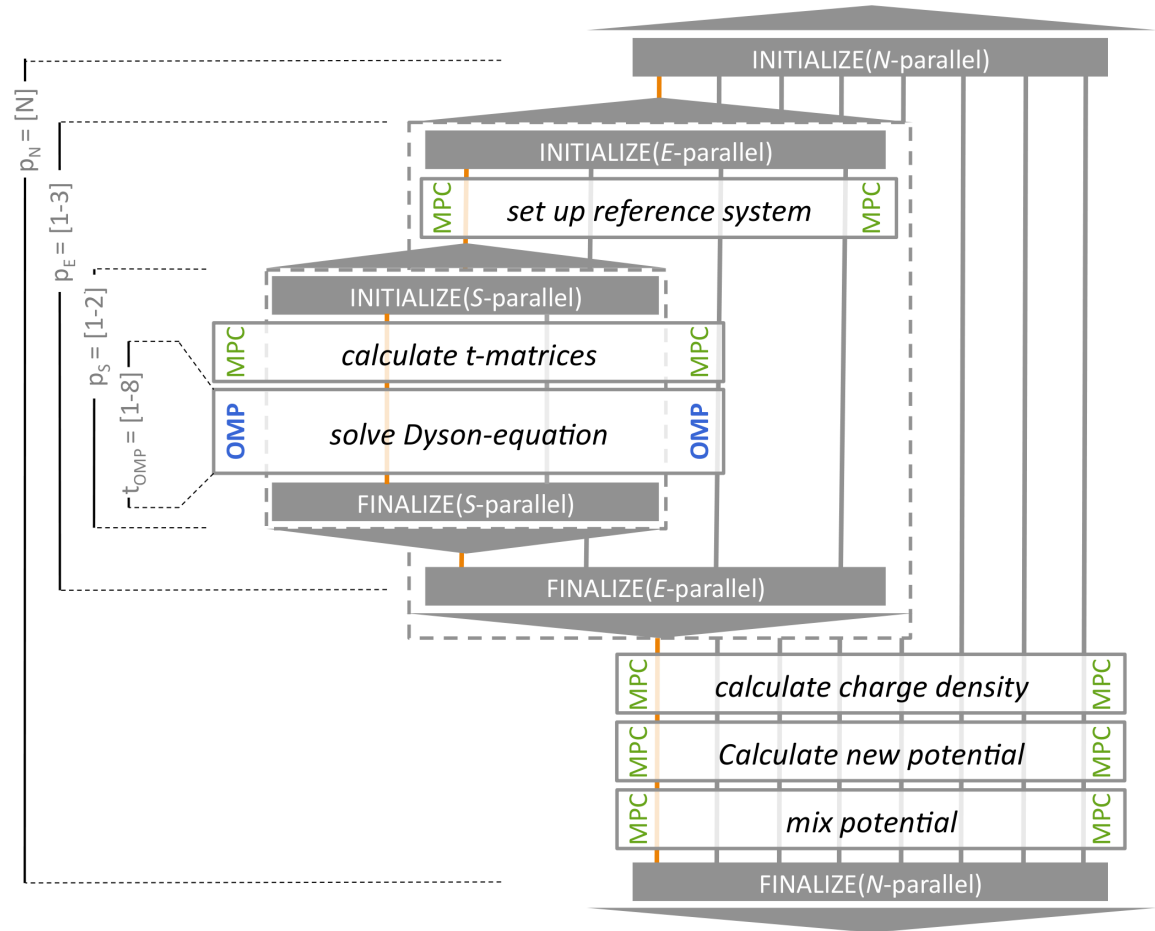 INITIALIZE(N-parallel)
pN = [N]
INITIALIZE(E-parallel)
pE = [1-3]
MPC set up reference system MPC
INITIALIZE(S-parallel)
pS = [1-2]
MPC calculate t-matrices MPC
tOMP = [1-8]
OMP solve Dyson-equation OMP
FINALIZE(S-parallel)
FINALIZE(E-parallel)
MPC calculate charge density MPC
MPC Calculate new potential MPC
MPC mix potential MPC
FINALIZE(N-parallel)